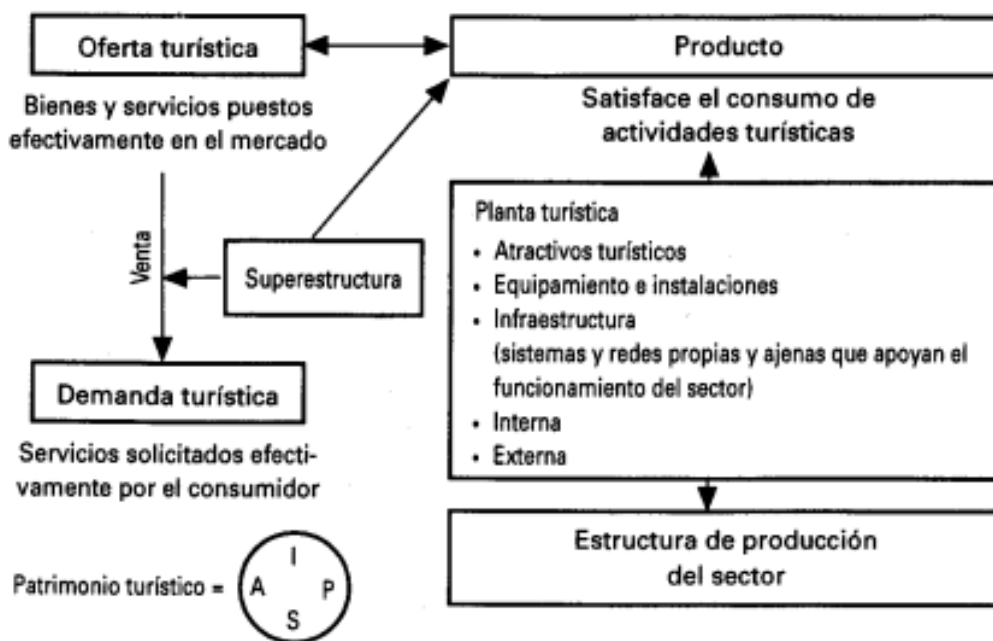 Oferta turística
Bienes y servicios puestos
efectivamente en el mercado
Venta
Superestructura
Demanda turística
Servicios solicitados efecti-
vamente por el consumidor
Patrimonio turístico =
I
A P
S
Producto
Satisface el consumo de
actividades turísticas
Planta turística
• Atractivos turísticos
• Equipamiento e instalaciones
• Infraestructura
(sistemas y redes propias y ajenas que apoyan el
funcionamiento del sector)
• Interna
• Externa
Estructura de producción
del sector